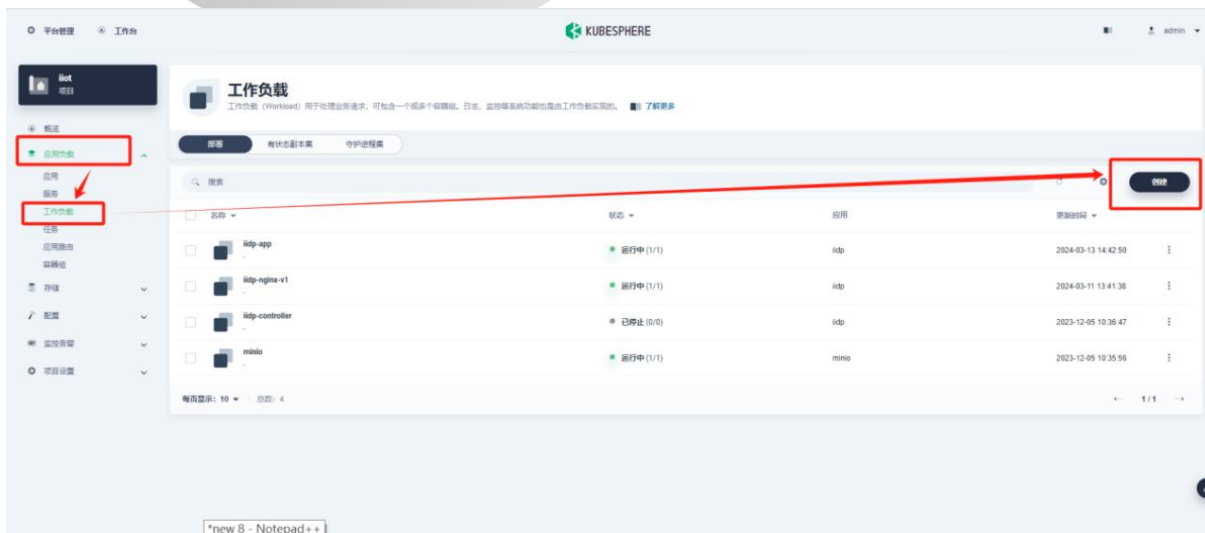 平台管理 工作台
KUBESPHERE
admin
iiot
项目
概览
应用负载
应用
服务
工作负载
任务
应用路由
容器组
存储
配置
监控告警
项目设置
工作负载
工作负载 (Workload) 用于处理业务请求，可包含一个或多个容器组。日志、监控等系统功能也是由工作负载实现的。 了解更多
部署 有状态副本集 守护进程集
搜索
创建
名称 状态 应用 更新时间
iidp-app 运行中 (1/1) iidp 2024-03-13 14:42:50
-
iidp-nginx-v1 运行中 (1/1) iidp 2024-03-11 13:41:38
-
iidp-controller 已停止 (0/0) iidp 2023-12-05 10:36:47
-
minio 运行中 (1/1) minio 2023-12-05 10:35:56
-
每页显示: 10 总数: 4
1 / 1
*new 8 - Notepad++